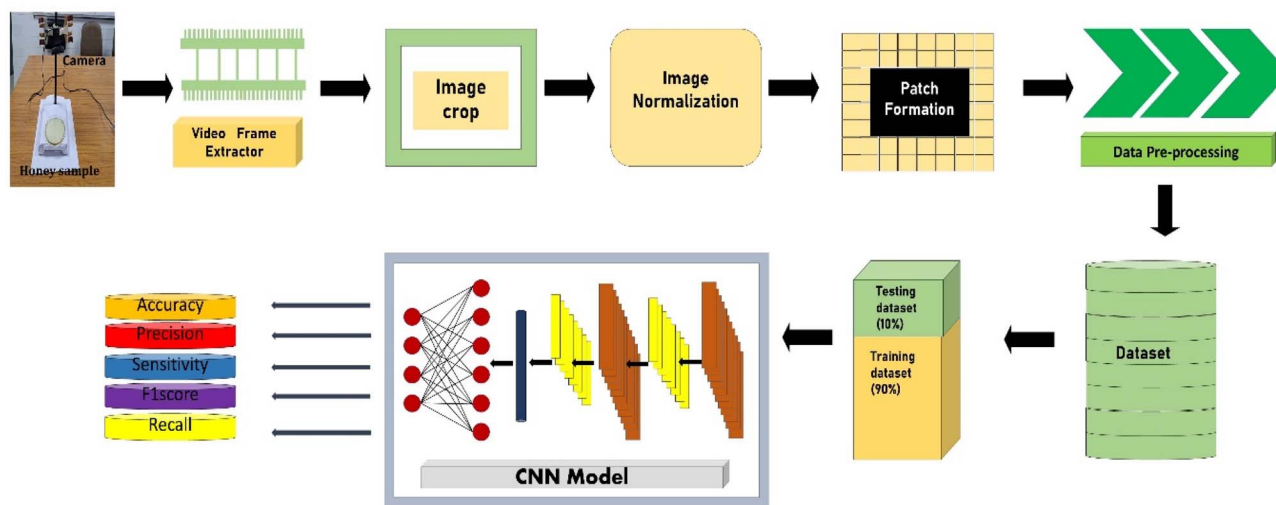 Camera
Honey sample
Video Frame
Extractor
Image
crop
Image
Normalization
Patch
Formation
Data Pre-processing
Dataset
Testing
dataset
(10%)
Training
dataset
(90%)
CNN Model
Accuracy
Precision
Sensitivity
F1score
Recall